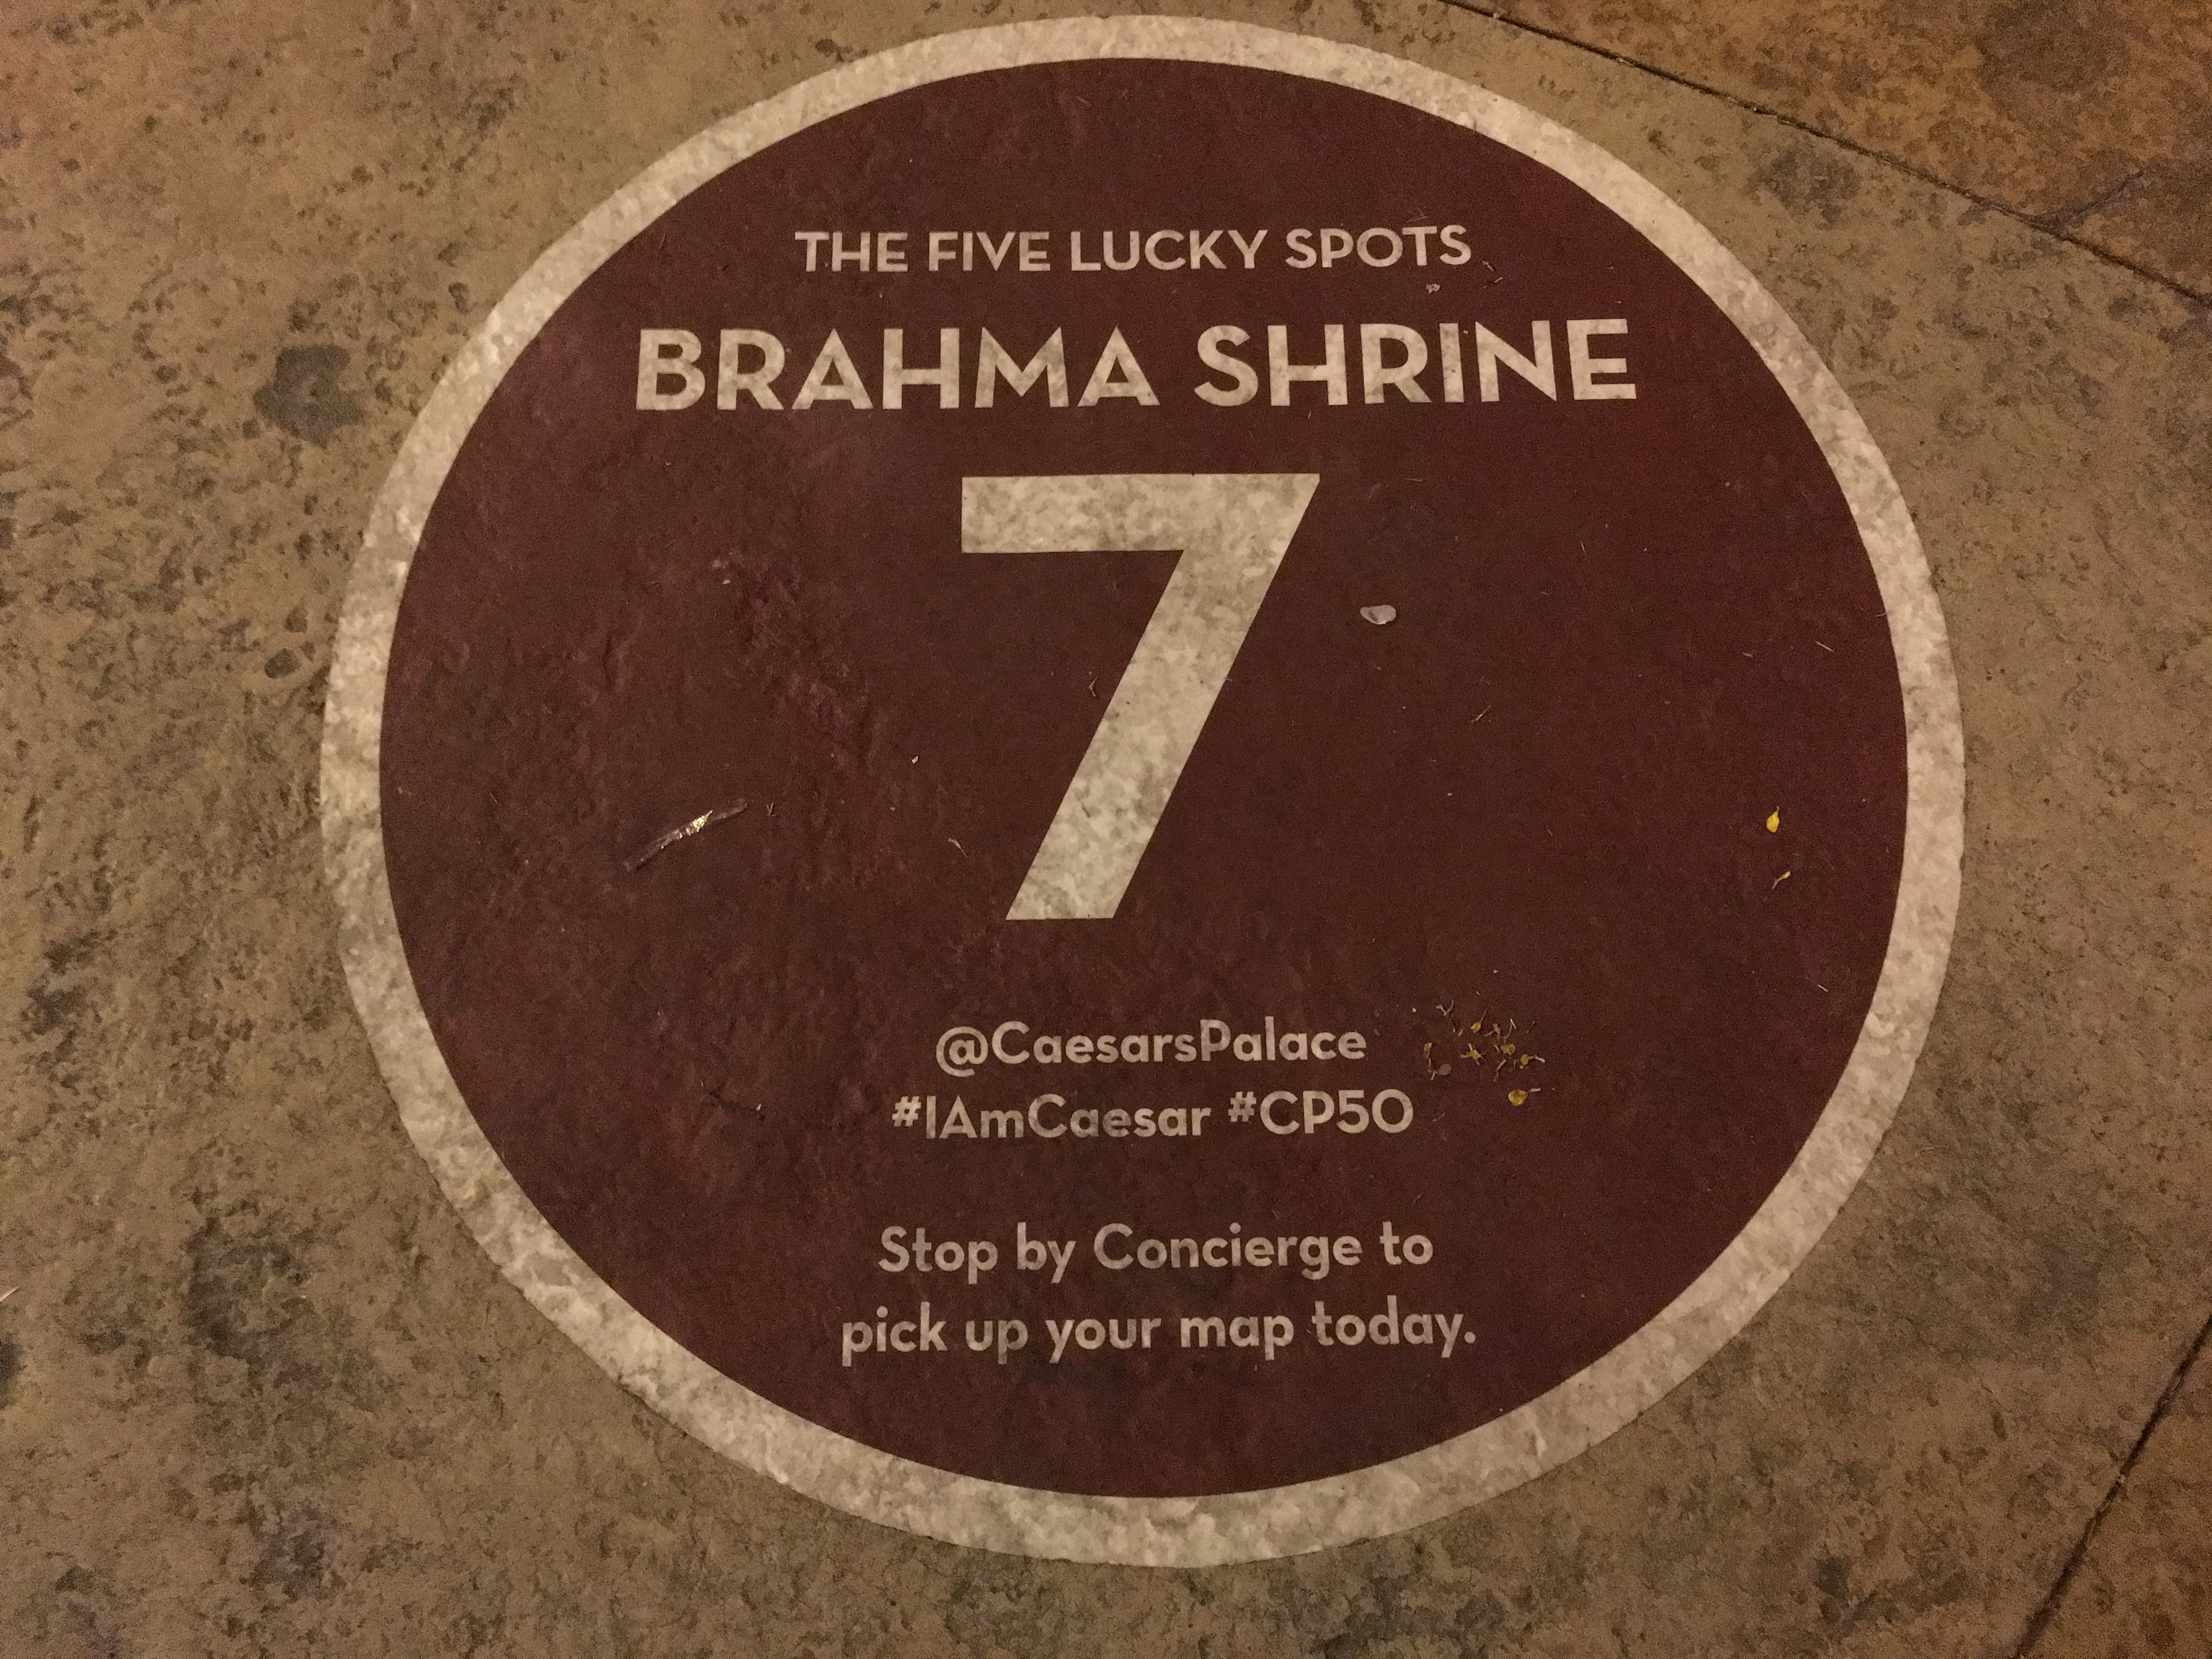 THE FIVE LUCKY SPOTS
BRAHMA SHRINE
7
@CaesarsPalace
#IAmCaesar #CP50
Stop by Concierge to
pick up your map today.